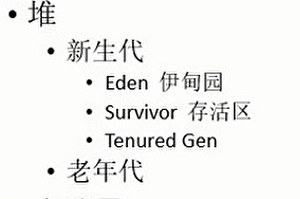 • 堆
• 新生代
• Eden 伊甸园
• Survivor 存活区
• Tenured Gen
• 老年代